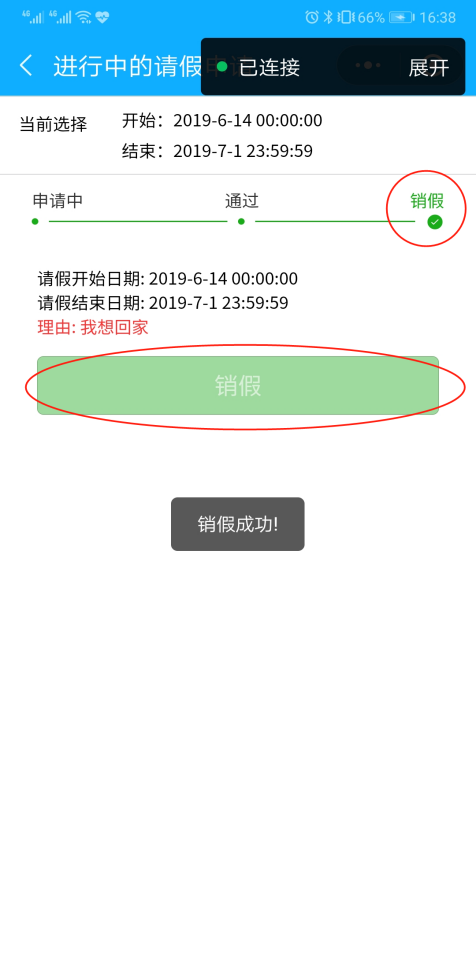 4G 4G 66% 16:38
进行中的请假
已连接 展开
当前选择
开始：2019-6-14 00:00:00
结束：2019-7-1 23:59:59
申请中 通过 销假
请假开始日期: 2019-6-14 00:00:00
请假结束日期: 2019-7-1 23:59:59
理由: 我想回家
销假
销假成功!